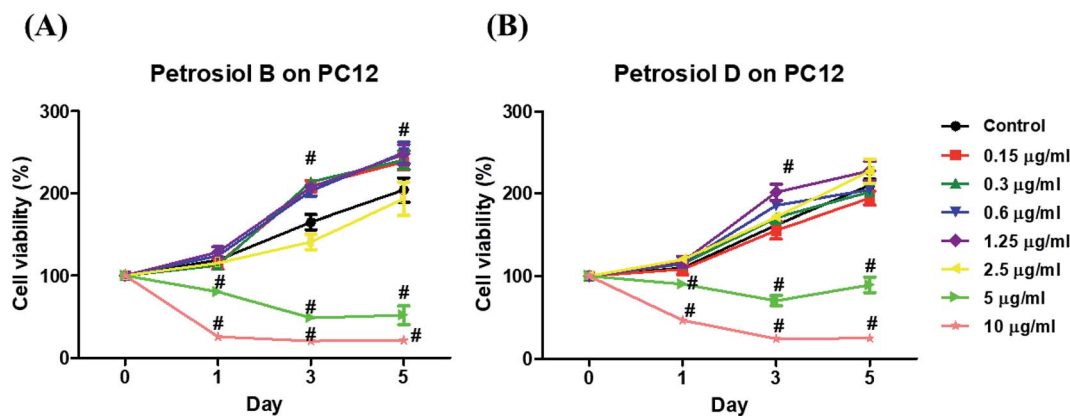 (A)
Petrosiol B on PC12
300
200
100
0
Cell viability (%)
0 1 3 5
Day
# # # # # # # #
(B)
Petrosiol D on PC12
300
200
100
0
Cell viability (%)
0 1 3 5
Day
# # # # # # #
Control
0.15 µg/ml
0.3 µg/ml
0.6 µg/ml
1.25 µg/ml
2.5 µg/ml
5 µg/ml
10 µg/ml